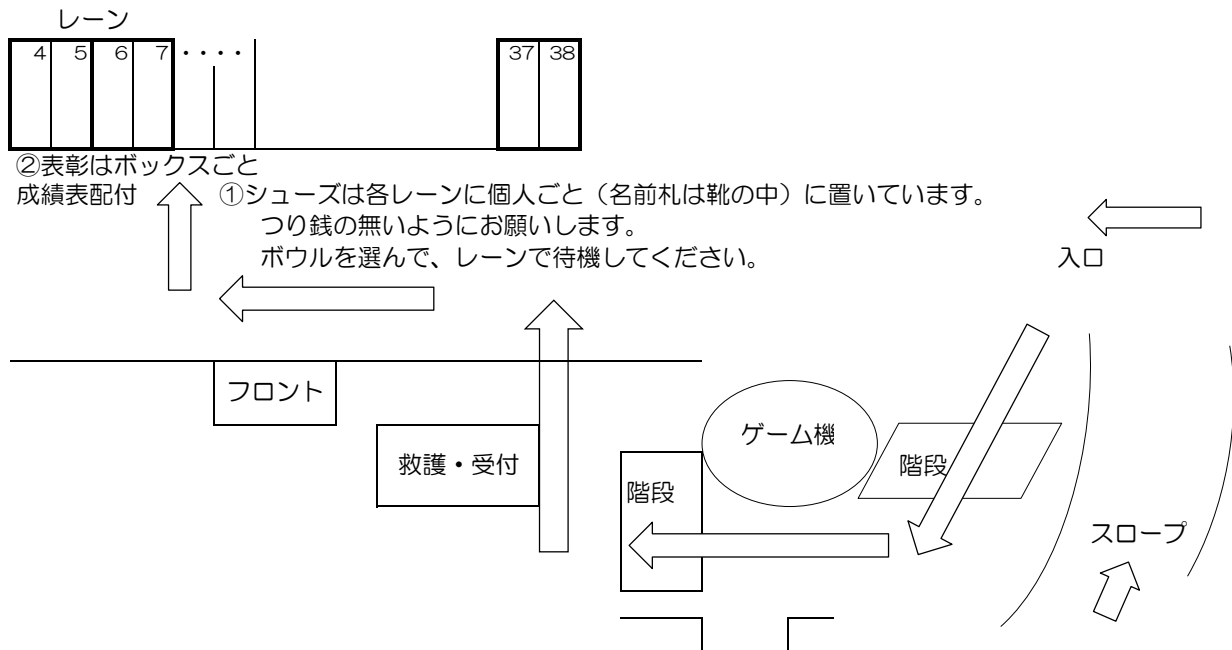 レーン
4 5 6 7 ・・・・ 37 38
②表彰はボックスごと
成績表配付
①シューズは各レーンに個人ごと（名前札は靴の中）に置いています。
つり銭の無いようにお願いします。
ボウルを選んで、レーンで待機してください。
入口
フロント
救護・受付
階段
ゲーム機
階段
スロープ